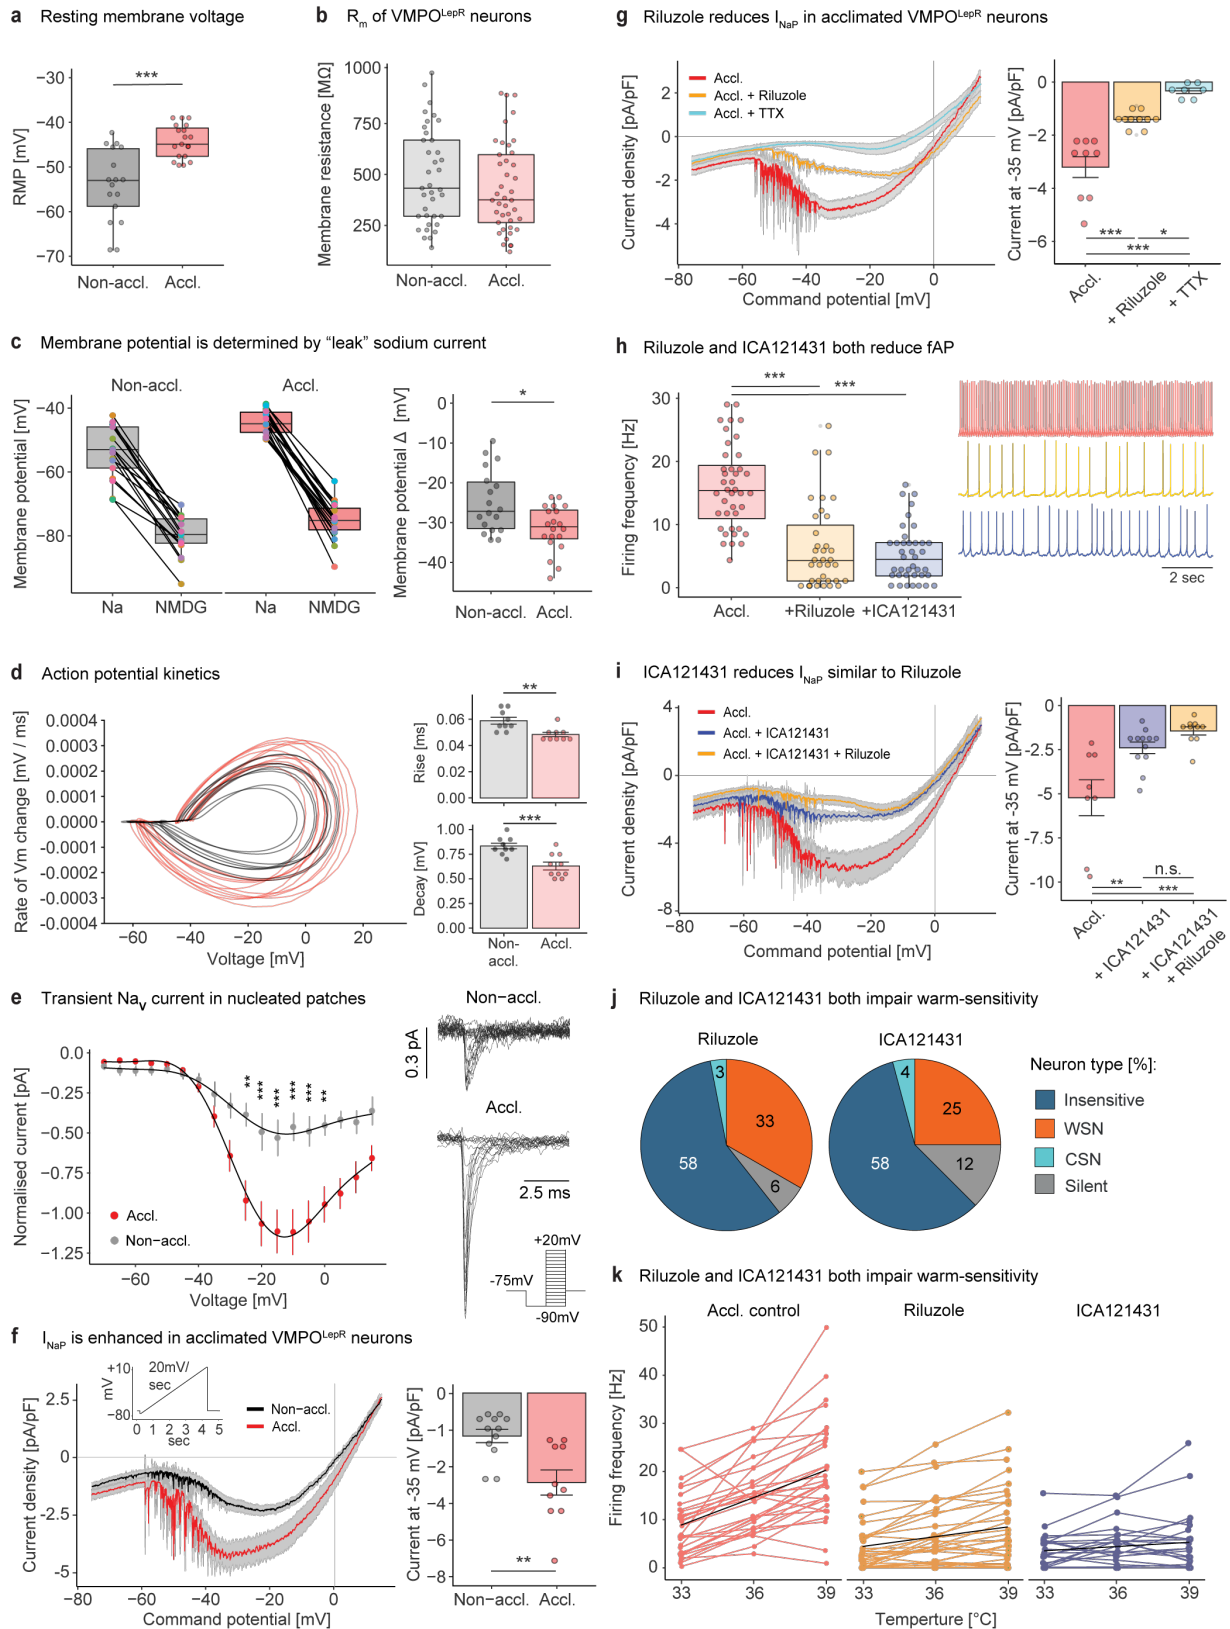 a Resting membrane voltage
RMP [mV]
−30
−40
−50
−60
−70
***
Non-accl. Accl.
b Rm of VMPO^LepR neurons
Membrane resistance [MΩ]
1000
750
500
250
Non-accl. Accl.
c Membrane potential is determined by “leak” sodium current
Non-accl. Accl.
Membrane potential [mV]
−40
−60
−80
Na NMDG Na NMDG
Membrane potential Δ [mV]
0
−10
−20
−30
−40
*
Non-accl. Accl.
d Action potential kinetics
Rate of Vm change [mV / ms]
0.0004
0.0003
0.0002
0.0001
0.0000
-0.0001
-0.0002
-0.0003
-0.0004
−60 −40 −20 0 20
Voltage [mV]
Rise [ms]
0.06
0.04
0.02
0.00
**
Decay [mV]
1.00
0.75
0.50
0.25
0.00
***
Non-accl. Accl.
e Transient Nav current in nucleated patches
Normalised current [pA]
0.0
−0.25
−0.50
−0.75
−1.00
−1.25
** *** *** *** *** **
Accl.
Non-accl.
−60 −40 −20 0
Voltage [mV]
Non-accl.
0.3 pA
Accl.
2.5 ms
+20mV
-75mV
-90mV
f INaP is enhanced in acclimated VMPO^LepR neurons
Current density [pA/pF]
2.5
0
−2.5
−5
+10
mV
−80
20mV/
sec
0 1 2 3 4 5
sec
Non-accl.
Accl.
−80 −60 −40 −20 0
Command potential [mV]
Current at -35 mV [pA/pF]
0
−2
−4
−6
−8
**
Non-accl. Accl.
g Riluzole reduces INaP in acclimated VMPO^LepR neurons
Current density [pA/pF]
2
0
−2
−4
Accl.
Accl. + Riluzole
Accl. + TTX
−80 −60 −40 −20 0
Command potential [mV]
Current at -35 mV [pA/pF]
0
−2
−4
−6
*** *
***
Accl. + Riluzole + TTX
h Riluzole and ICA121431 both reduce fAP
Firing frequency [Hz]
30
20
10
0
*** ***
Accl. +Riluzole +ICA121431
2 sec
i ICA121431 reduces INaP similar to Riluzole
Current density [pA/pF]
4
0
−4
−8
Accl.
Accl. + ICA121431
Accl. + ICA121431 + Riluzole
−80 −60 −40 −20 0
Command potential [mV]
Current at -35 mV [pA/pF]
0
−2.5
−5
−7.5
−10
n.s.
** ***
Accl. + ICA121431 + ICA121431 + Riluzole
j Riluzole and ICA121431 both impair warm-sensitivity
Riluzole ICA121431
3 33 58 6
4 25 58 12
Neuron type [%]:
Insensitive
WSN
CSN
Silent
k Riluzole and ICA121431 both impair warm-sensitivity
Accl. control Riluzole ICA121431
Firing frequency [Hz]
50
40
30
20
10
0
33 36 39 33 36 39 33 36 39
Temperture [°C]